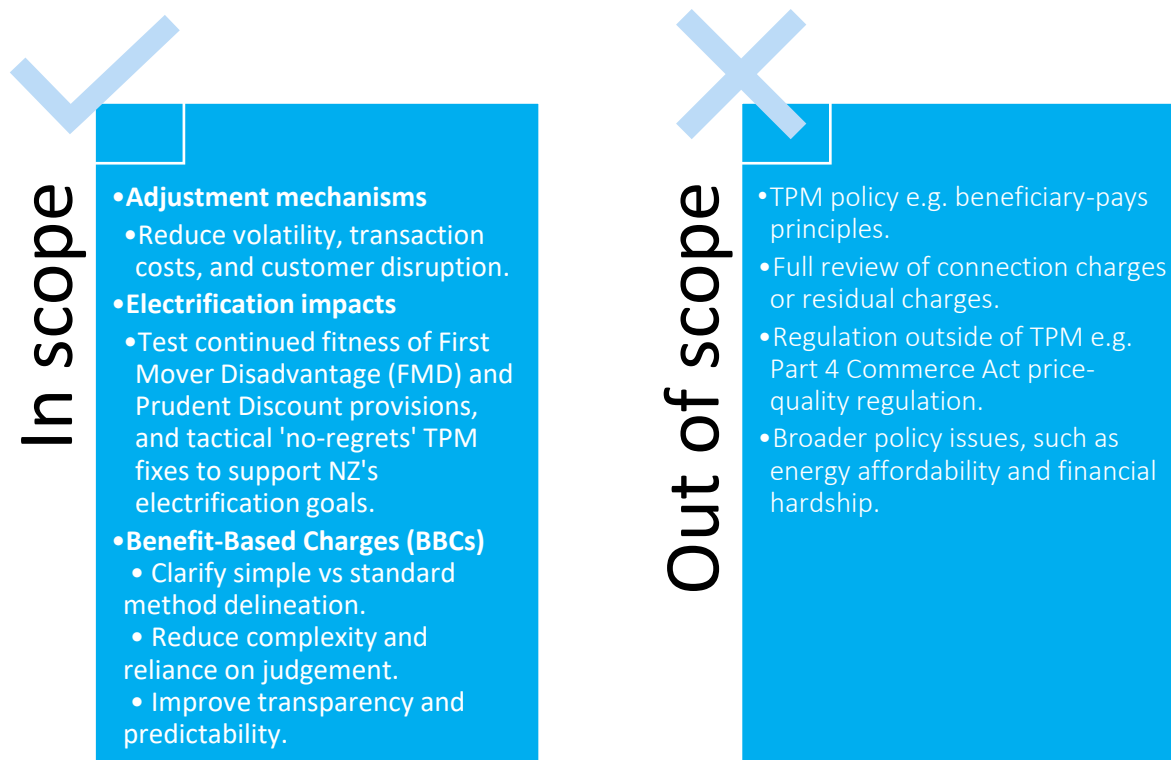 In scope
•Adjustment mechanisms
•Reduce volatility, transaction
costs, and customer disruption.
•Electrification impacts
•Test continued fitness of First
Mover Disadvantage (FMD) and
Prudent Discount provisions,
and tactical 'no-regrets' TPM
fixes to support NZ's
electrification goals.
•Benefit-Based Charges (BBCs)
• Clarify simple vs standard
method delineation.
• Reduce complexity and
reliance on judgement.
• Improve transparency and
predictability.
Out of scope
•TPM policy e.g. beneficiary-pays
principles.
•Full review of connection charges
or residual charges.
•Regulation outside of TPM e.g.
Part 4 Commerce Act price-
quality regulation.
•Broader policy issues, such as
energy affordability and financial
hardship.